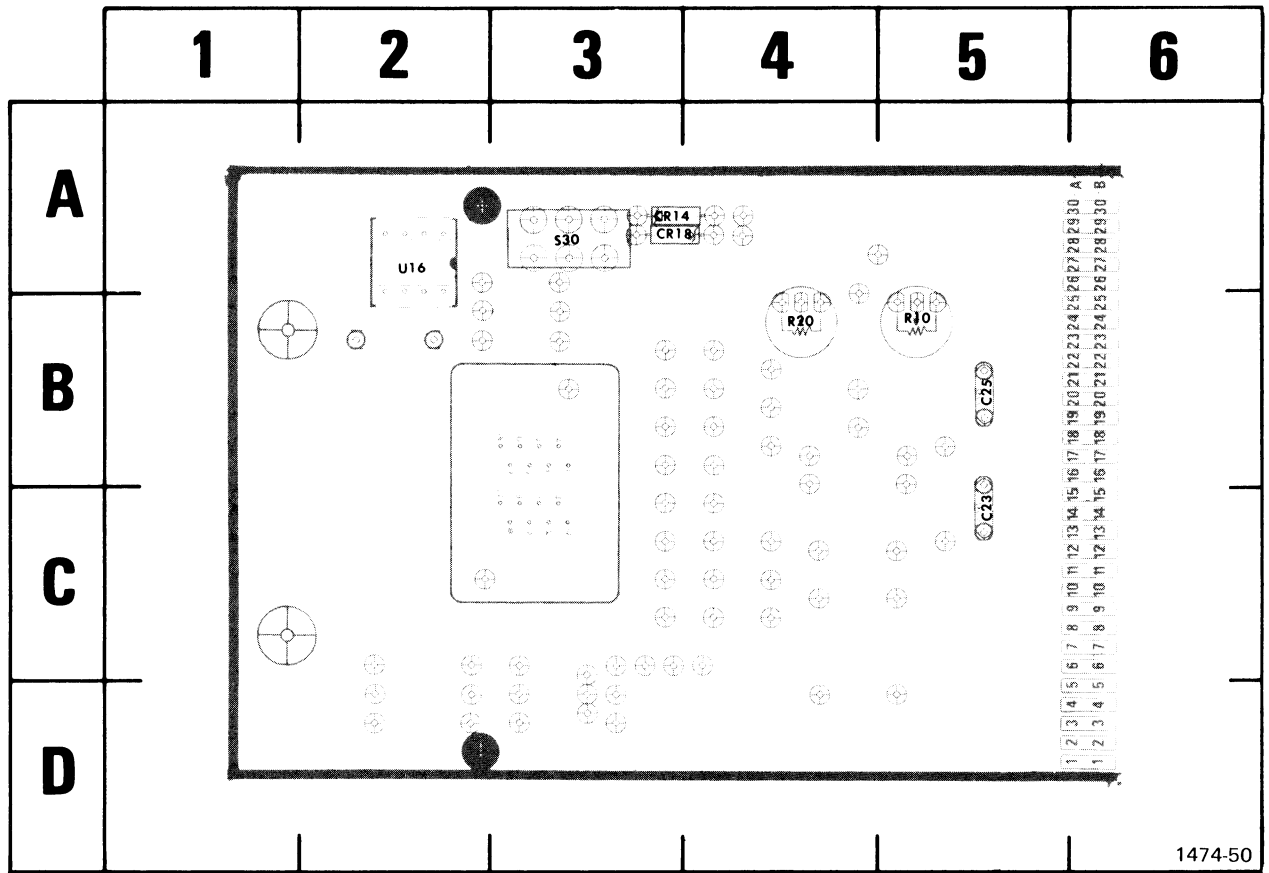 1 2 3 4 5 6
A
B
C
D
CR14
CR18
S30
U16
R20
R10
C25
C23
A
B
30 30
29 29
28 28
27 27
26 26
25 25
24 24
23 23
22 22
21 21
20 20
19 19
18 18
17 17
16 16
15 15
14 14
13 13
12 12
11 11
10 10
9 9
8 8
7 7
6 6
5 5
4 4
3 3
2 2
1 1
1474-50